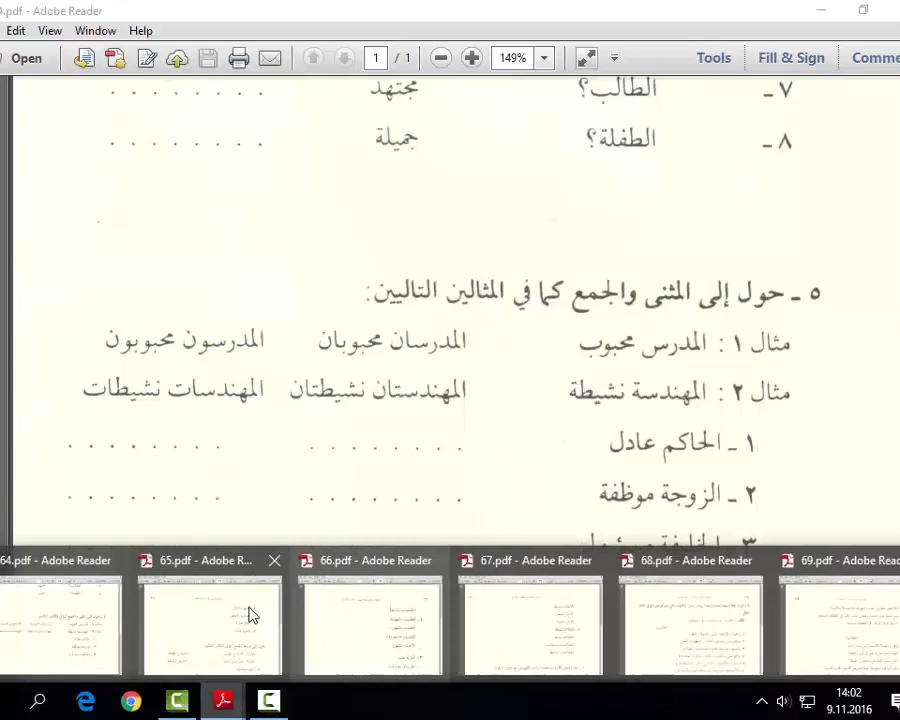 4.pdf - Adobe Reader
Edit View Window Help
Open 1 / 1 149% Tools Fill & Sign Comme
٧ - الطالب؟ مجتهد . . . . . . . .
٨ - الطفلة؟ جميلة . . . . . . . .
٥ - حول إلى المثنى والجمع كما في المثالين التاليين:
مثال ١ : المدرس محبوب المدرسان محبوبان المدرسون محبوبون
مثال ٢ : المهندسة نشيطة المهندستان نشيطتان المهندسات نشيطات
١ - الحاكم عادل . . . . . . . . . . . . . . . .
٢ - الزوجة موظفة . . . . . . . . . . . . . . . .
٣ -
64.pdf - Adobe Reader 65.pdf - Adobe R... 66.pdf - Adobe Reader 67.pdf - Adobe Reader 68.pdf - Adobe Reader 69.pdf - Adobe Rea
14:02
9.11.2016